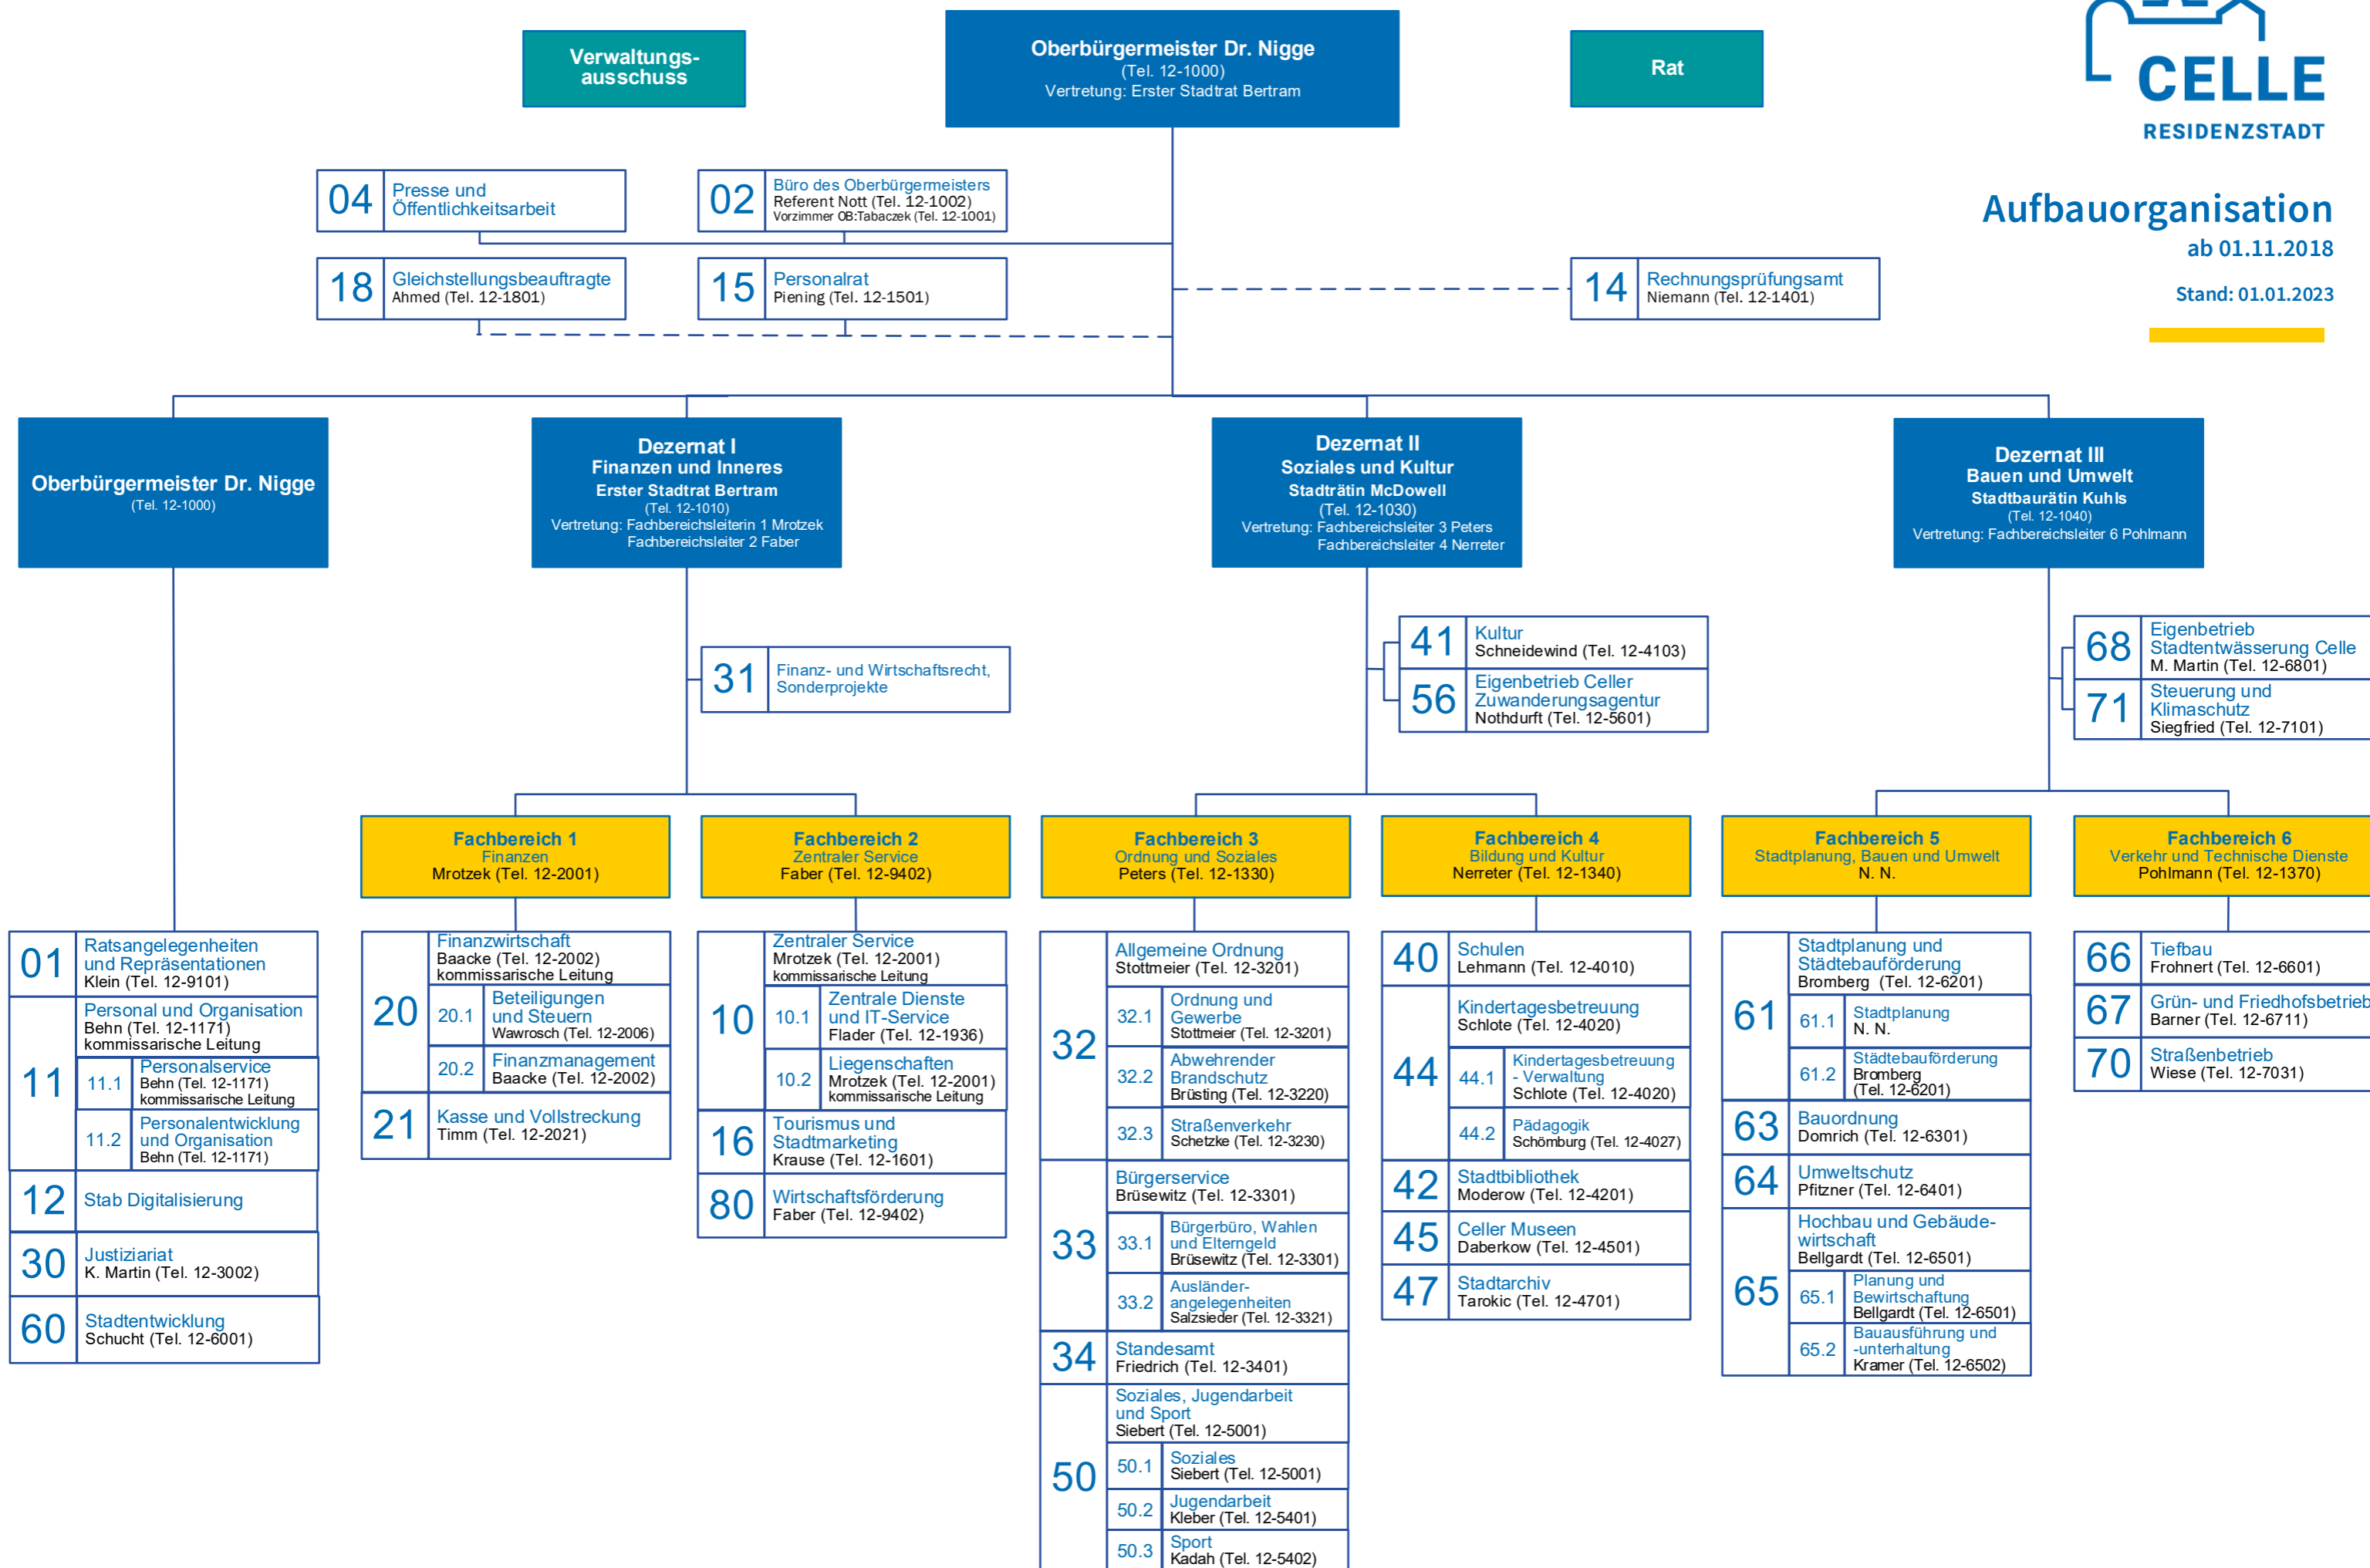 Verwaltungs-
ausschuss
Oberbürgermeister Dr. Nigge
(Tel. 12-1000)
Vertretung: Erster Stadtrat Bertram
Rat
CELLE
RESIDENZSTADT
Aufbauorganisation
ab 01.11.2018
Stand: 01.01.2023
04
Presse und
Öffentlichkeitsarbeit
02
Büro des Oberbürgermeisters
Referent Nott (Tel. 12-1002)
Vorzimmer OB:Tabaczek (Tel. 12-1001)
18
Gleichstellungsbeauftragte
Ahmed (Tel. 12-1801)
15
Personalrat
Piening (Tel. 12-1501)
14
Rechnungsprüfungsamt
Niemann (Tel. 12-1401)
Oberbürgermeister Dr. Nigge
(Tel. 12-1000)
Dezernat I
Finanzen und Inneres
Erster Stadtrat Bertram
(Tel. 12-1010)
Vertretung: Fachbereichsleiterin 1 Mrotzek
Fachbereichsleiter 2 Faber
Dezernat II
Soziales und Kultur
Stadträtin McDowell
(Tel. 12-1030)
Vertretung: Fachbereichsleiter 3 Peters
Fachbereichsleiter 4 Nerreter
Dezernat III
Bauen und Umwelt
Stadtbaurätin Kuhls
(Tel. 12-1040)
Vertretung: Fachbereichsleiter 6 Pohlmann
31
Finanz- und Wirtschaftsrecht,
Sonderprojekte
41
Kultur
Schneidewind (Tel. 12-4103)
56
Eigenbetrieb Celler
Zuwanderungsagentur
Nothdurft (Tel. 12-5601)
68
Eigenbetrieb
Stadtentwässerung Celle
M. Martin (Tel. 12-6801)
71
Steuerung und
Klimaschutz
Siegfried (Tel. 12-7101)
01
Ratsangelegenheiten
und Repräsentationen
Klein (Tel. 12-9101)
11
Personal und Organisation
Behn (Tel. 12-1171)
kommissarische Leitung
11.1
Personalservice
Behn (Tel. 12-1171)
kommissarische Leitung
11.2
Personalentwicklung
und Organisation
Behn (Tel. 12-1171)
12
Stab Digitalisierung
30
Justiziariat
K. Martin (Tel. 12-3002)
60
Stadtentwicklung
Schucht (Tel. 12-6001)
Fachbereich 1
Finanzen
Mrotzek (Tel. 12-2001)
20
Finanzwirtschaft
Baacke (Tel. 12-2002)
kommissarische Leitung
20.1
Beteiligungen
und Steuern
Wawrosch (Tel. 12-2006)
20.2
Finanzmanagement
Baacke (Tel. 12-2002)
21
Kasse und Vollstreckung
Timm (Tel. 12-2021)
Fachbereich 2
Zentraler Service
Faber (Tel. 12-9402)
10
Zentraler Service
Mrotzek (Tel. 12-2001)
kommissarische Leitung
10.1
Zentrale Dienste
und IT-Service
Flader (Tel. 12-1936)
10.2
Liegenschaften
Mrotzek (Tel. 12-2001)
kommissarische Leitung
16
Tourismus und
Stadtmarketing
Krause (Tel. 12-1601)
80
Wirtschaftsförderung
Faber (Tel. 12-9402)
Fachbereich 3
Ordnung und Soziales
Peters (Tel. 12-1330)
32
Allgemeine Ordnung
Stottmeier (Tel. 12-3201)
32.1
Ordnung und
Gewerbe
Stottmeier (Tel. 12-3201)
32.2
Abwehrender
Brandschutz
Brüsting (Tel. 12-3220)
32.3
Straßenverkehr
Schetzke (Tel. 12-3230)
33
Bürgerservice
Brüsewitz (Tel. 12-3301)
33.1
Bürgerbüro, Wahlen
und Elterngeld
Brüsewitz (Tel. 12-3301)
33.2
Ausländer-
angelegenheiten
Salzsieder (Tel. 12-3321)
34
Standesamt
Friedrich (Tel. 12-3401)
50
Soziales, Jugendarbeit
und Sport
Siebert (Tel. 12-5001)
50.1
Soziales
Siebert (Tel. 12-5001)
50.2
Jugendarbeit
Kleber (Tel. 12-5401)
50.3
Sport
Kadah (Tel. 12-5402)
Fachbereich 4
Bildung und Kultur
Nerreter (Tel. 12-1340)
40
Schulen
Lehmann (Tel. 12-4010)
44
Kindertagesbetreuung
Schlote (Tel. 12-4020)
44.1
Kindertagesbetreuung
- Verwaltung
Schlote (Tel. 12-4020)
44.2
Pädagogik
Schömburg (Tel. 12-4027)
42
Stadtbibliothek
Moderow (Tel. 12-4201)
45
Celler Museen
Daberkow (Tel. 12-4501)
47
Stadtarchiv
Tarokic (Tel. 12-4701)
Fachbereich 5
Stadtplanung, Bauen und Umwelt
N. N.
61
Stadtplanung und
Städtebauförderung
Bromberg (Tel. 12-6201)
61.1
Stadtplanung
N. N.
61.2
Städtebauförderung
Bromberg
(Tel. 12-6201)
63
Bauordnung
Domrich (Tel. 12-6301)
64
Umweltschutz
Pfitzner (Tel. 12-6401)
65
Hochbau und Gebäude-
wirtschaft
Bellgardt (Tel. 12-6501)
65.1
Planung und
Bewirtschaftung
Bellgardt (Tel. 12-6501)
65.2
Bauausführung und
-unterhaltung
Kramer (Tel. 12-6502)
Fachbereich 6
Verkehr und Technische Dienste
Pohlmann (Tel. 12-1370)
66
Tiefbau
Frohnert (Tel. 12-6601)
67
Grün- und Friedhofsbetrieb
Barner (Tel. 12-6711)
70
Straßenbetrieb
Wiese (Tel. 12-7031)